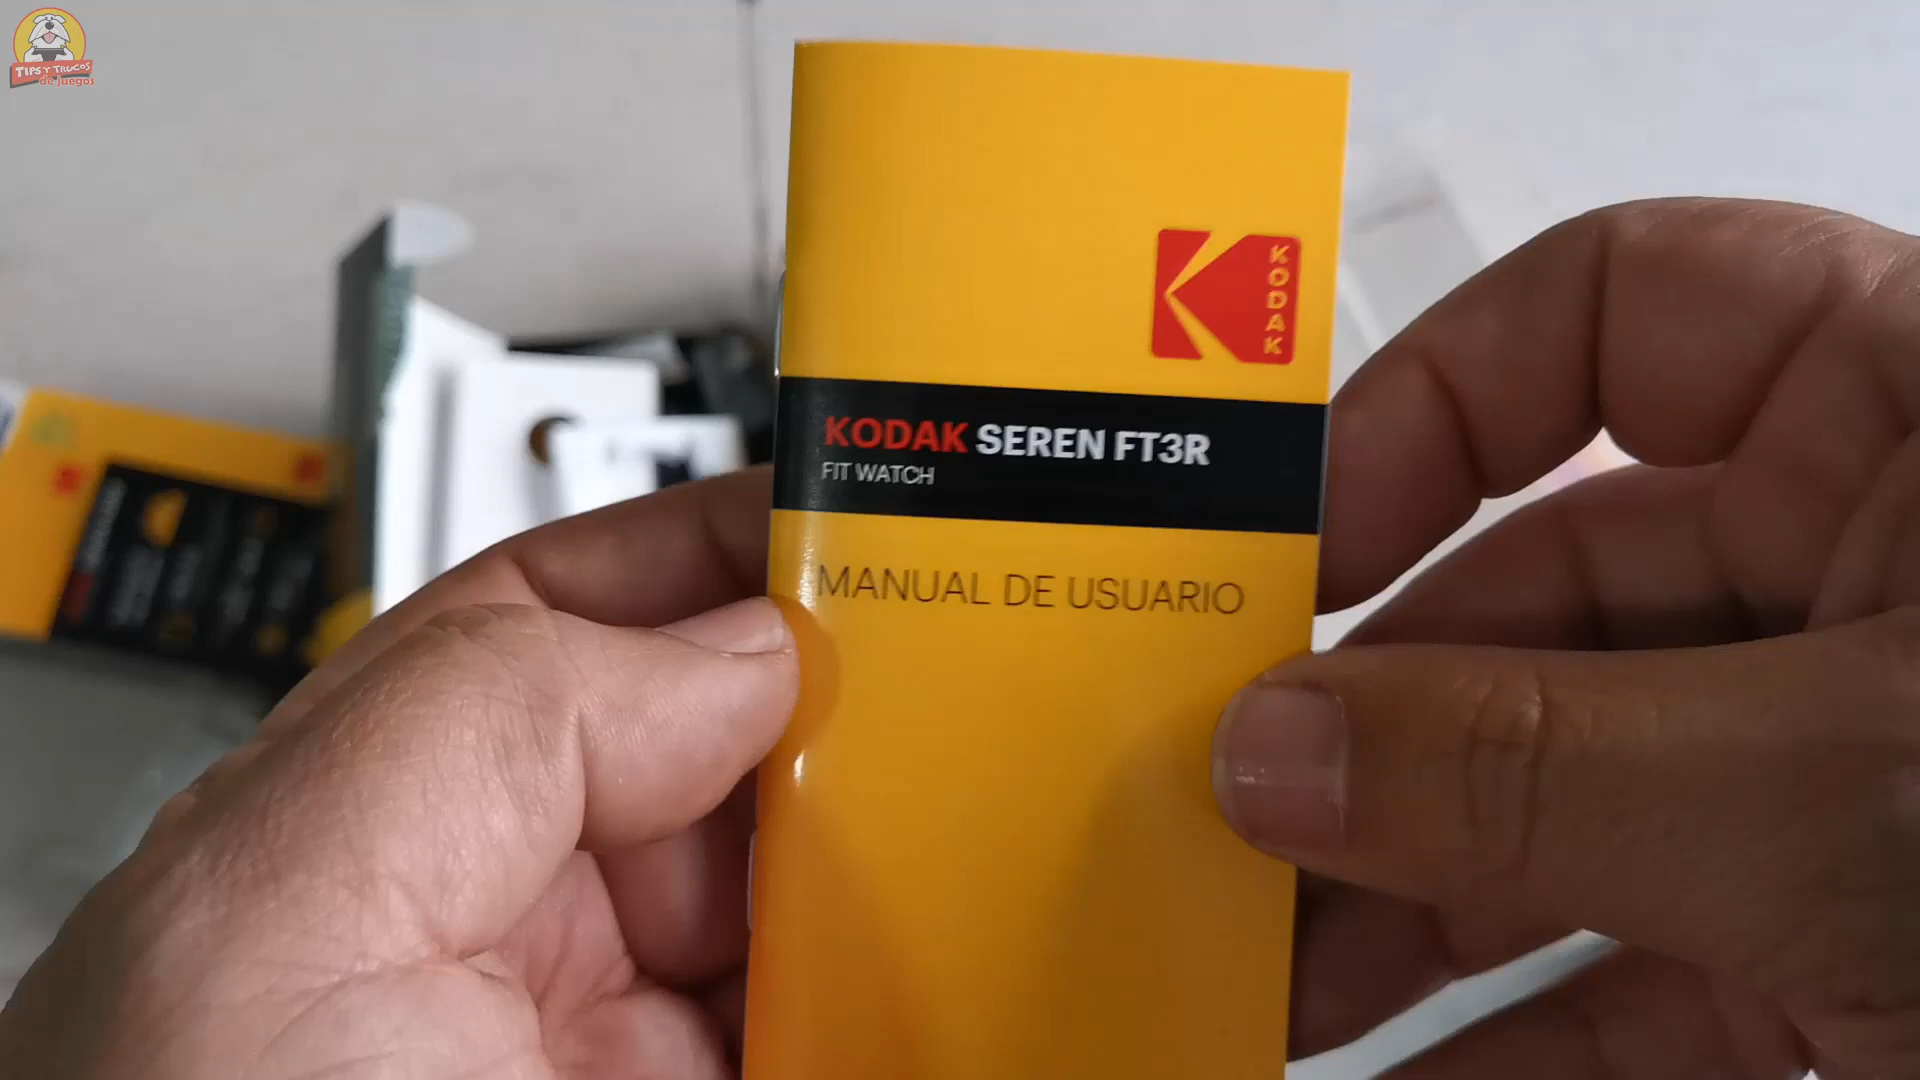 TIPS Y TRUCOS
de juegos
KODAK
KODAK SEREN FT3R
FIT WATCH
MANUAL DE USUARIO